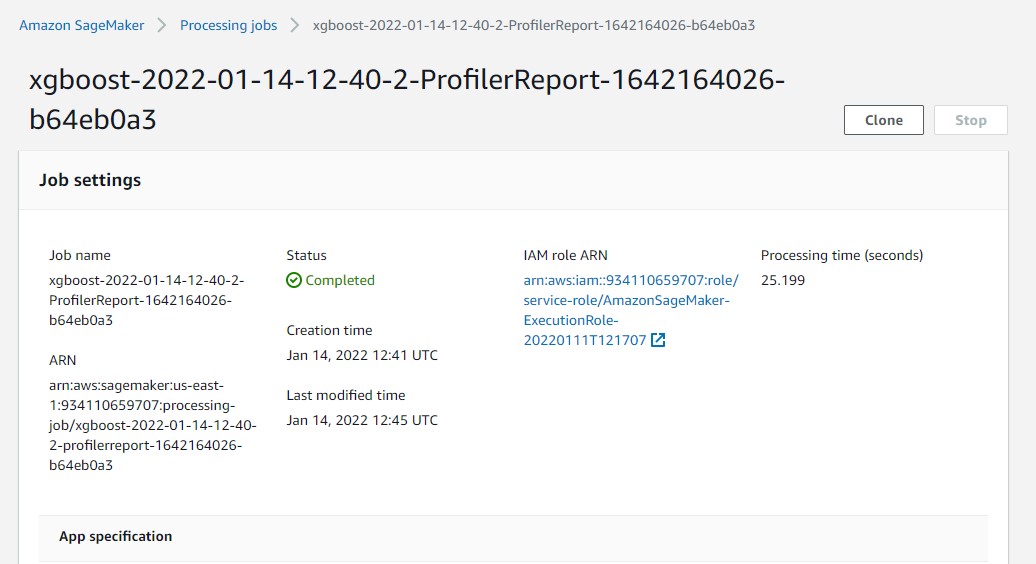 Amazon SageMaker > Processing jobs > xgboost-2022-01-14-12-40-2-ProfilerReport-1642164026-b64eb0a3
xgboost-2022-01-14-12-40-2-ProfilerReport-1642164026-
b64eb0a3
Clone
Stop
Job settings
Job name
xgboost-2022-01-14-12-40-2-
ProfilerReport-1642164026-
b64eb0a3
ARN
arn:aws:sagemaker:us-east-
1:934110659707:processing-
job/xgboost-2022-01-14-12-40-
2-profilerreport-1642164026-
b64eb0a3
Status
Completed
Creation time
Jan 14, 2022 12:41 UTC
Last modified time
Jan 14, 2022 12:45 UTC
IAM role ARN
arn:aws:iam::934110659707:role/
service-role/AmazonSageMaker-
ExecutionRole-
20220111T121707
Processing time (seconds)
25.199
App specification